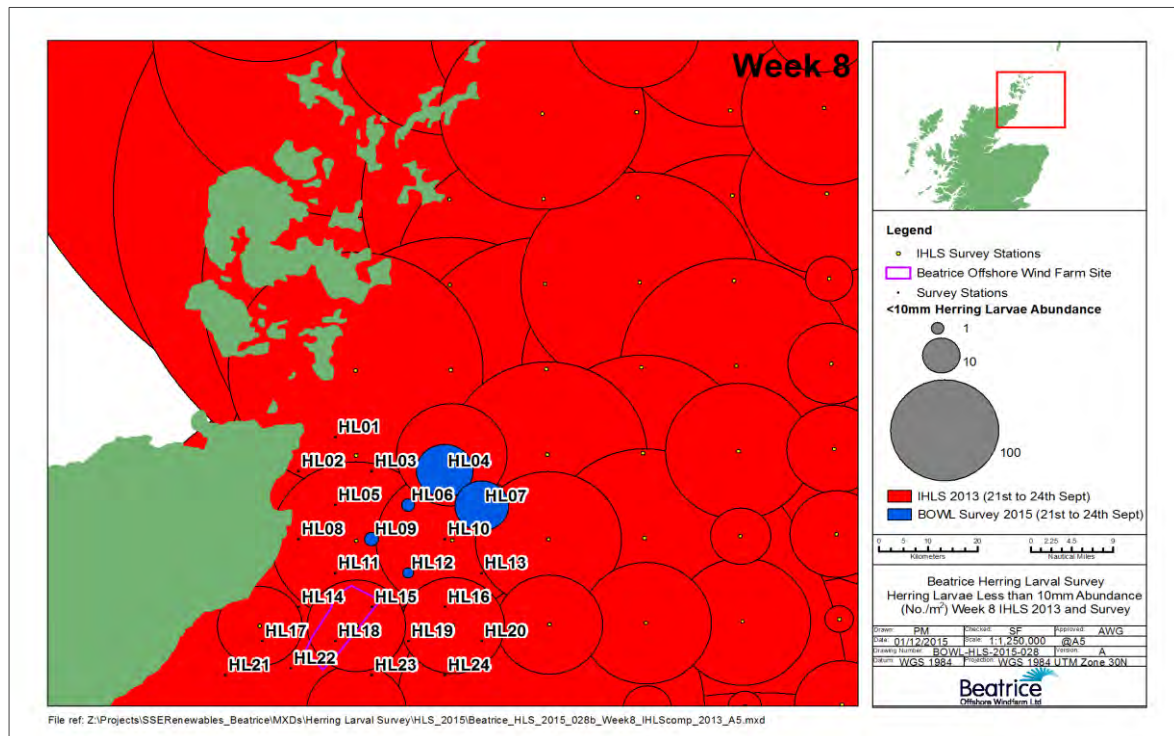 Week 8
HL01
HL02 HL03 HL04
HL05 HL06 HL07
HL08 HL09 HL10
HL11 HL12 HL13
HL14 HL15 HL16
HL17 HL18 HL19 HL20
HL21 HL22 HL23 HL24
Legend
IHLS Survey Stations
Beatrice Offshore Wind Farm Site
Survey Stations
<10mm Herring Larvae Abundance
1
10
100
IHLS 2013 (21st to 24th Sept)
BOWL Survey 2015 (21st to 24th Sept)
0 5 10 20
Kilometers
0 2.25 4.5 9
Nautical Miles
Beatrice Herring Larval Survey
Herring Larvae Less than 10mm Abundance
(No./m²) Week 8 IHLS 2013 and Survey
Drawn: PM Checked: SF Approved: AWG
Date: 01/12/2015 Scale: 1:1,250,000 @A5
Drawing Number: BOWL-HLS-2015-028 Version: A
Datum: WGS 1984 Projection: WGS 1984 UTM Zone 30N
Beatrice
Offshore Windfarm Ltd
File ref: Z:\Projects\SSERenewables_Beatrice\MXDs\Herring Larval Survey\HLS_2015\Beatrice_HLS_2015_028b_Week8_IHLScomp_2013_A5.mxd